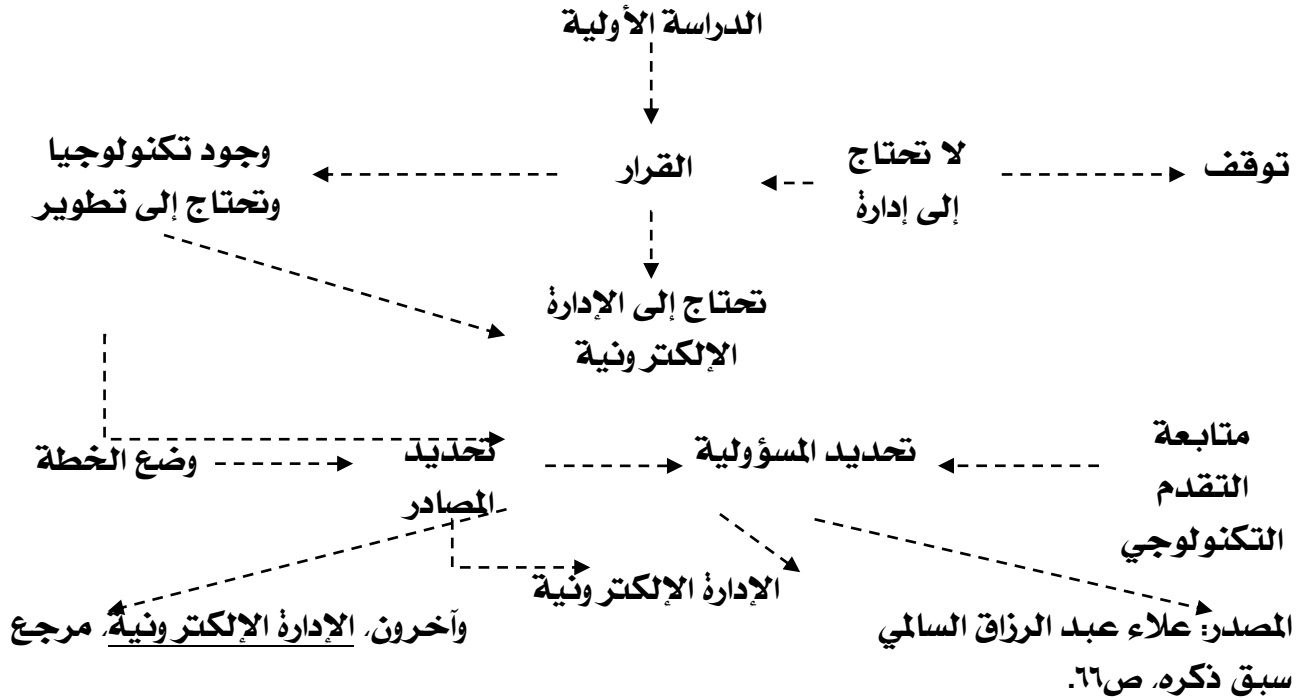 الدراسة الأولية
توقف
لا تحتاج
إلى إدارة
القرار
وجود تكنولوجيا
وتحتاج إلى تطوير
تحتاج إلى الإدارة
الإلكترونية
متابعة
التقدم
التكنولوجي
تحديد المسؤولية
تحديد
المصادر
وضع الخطة
الإدارة الإلكترونية
المصدر: علاء عبد الرزاق السالمي وآخرون، الإدارة الإلكترونية، مرجع
سبق ذكره، ص٦٦.